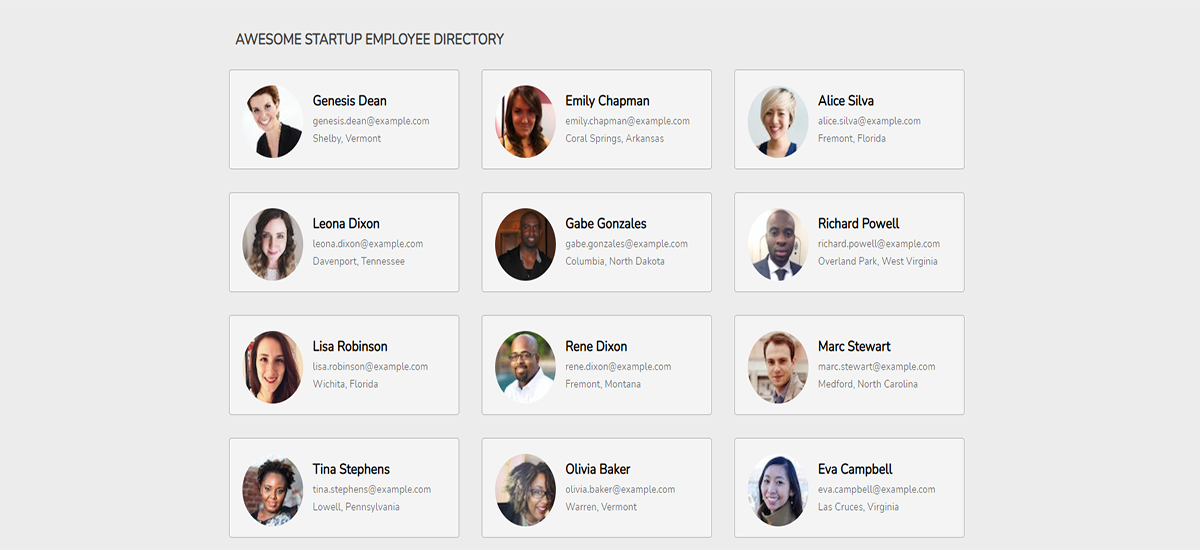 AWESOME STARTUP EMPLOYEE DIRECTORY
Genesis Dean
genesis.dean@example.com
Shelby, Vermont
Emily Chapman
emily.chapman@example.com
Coral Springs, Arkansas
Alice Silva
alice.silva@example.com
Fremont, Florida
Leona Dixon
leona.dixon@example.com
Davenport, Tennessee
Gabe Gonzales
gabe.gonzales@example.com
Columbia, North Dakota
Richard Powell
richard.powell@example.com
Overland Park, West Virginia
Lisa Robinson
lisa.robinson@example.com
Wichita, Florida
Rene Dixon
rene.dixon@example.com
Fremont, Montana
Marc Stewart
marc.stewart@example.com
Medford, North Carolina
Tina Stephens
tina.stephens@example.com
Lowell, Pennsylvania
Olivia Baker
olivia.baker@example.com
Warren, Vermont
Eva Campbell
eva.campbell@example.com
Las Cruces, Virginia